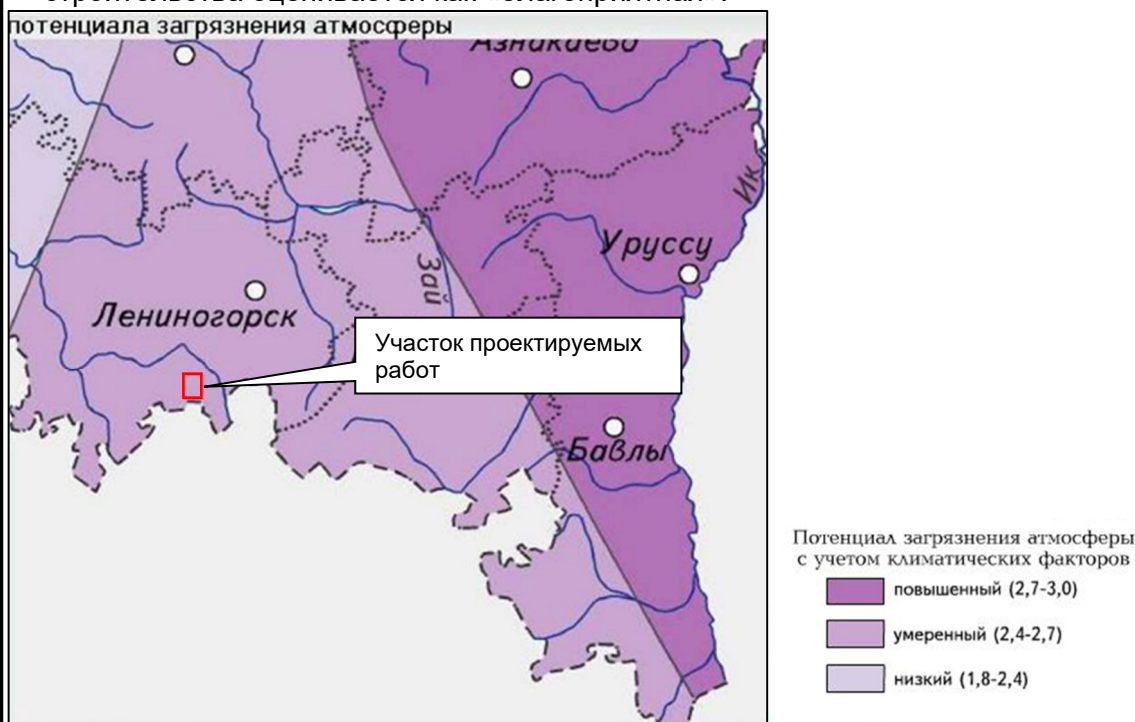 строительства оценивается как «благоприятная».
потенциала загрязнения атмосферы
Азнакаево
Ик
Уруссу
Зай
Лениногорск
Участок проектируемых
работ
Бавлы
Потенциал загрязнения атмосферы
с учетом климатических факторов
повышенный (2,7-3,0)
умеренный (2,4-2,7)
низкий (1,8-2,4)